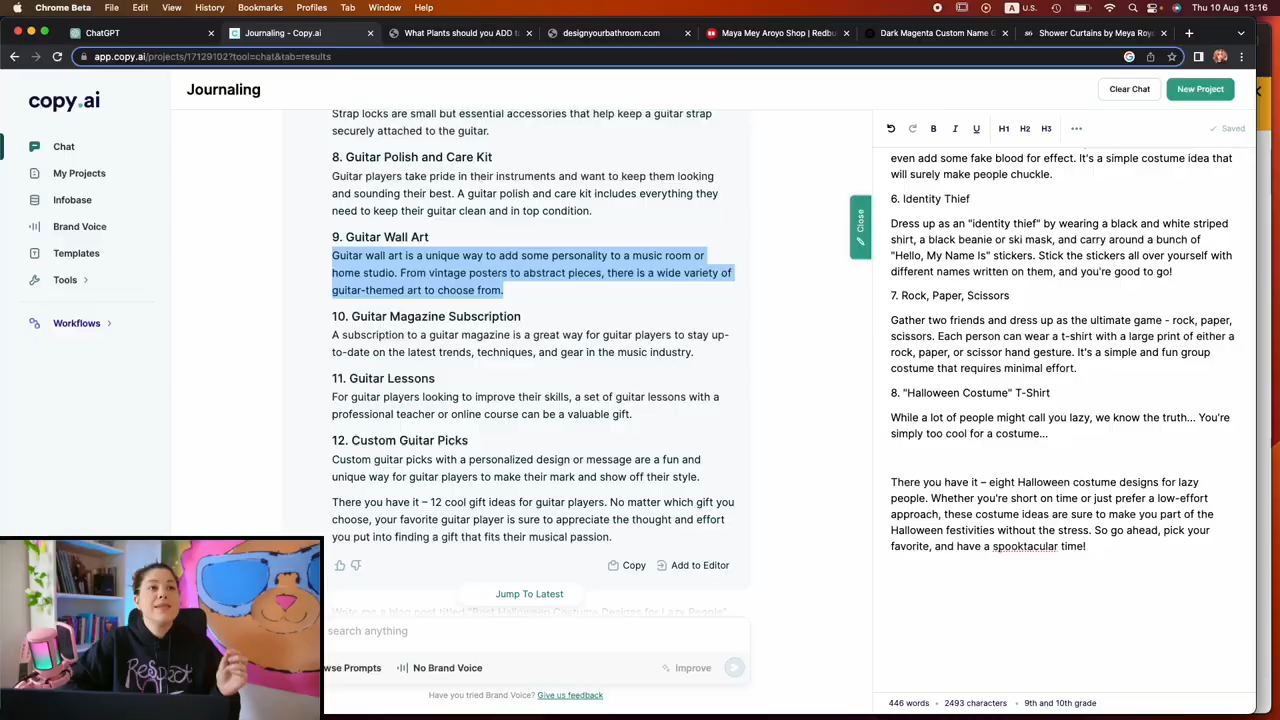 Chrome File Edit View History Bookmarks Profiles Tab Window Help
A U.S. Thu 10 Aug 13:16
ChatGPT
Journaling - Copy.ai
What Plants should you ADD t
designyourbathroom.com
Maya Mey Aroyo Shop | Redbu
Dark Magenta Custom Name G
Shower Curtains by Meya Roy
app.copy.ai/projects/17129102?tool=chat&tab=results
copy.ai
Chat
My Projects
Infobase
Brand Voice
Templates
Tools
Workflows
Journaling
Clear Chat
New Project
Strap locks are small but essential accessories that help keep a guitar strap
securely attached to the guitar.
8. Guitar Polish and Care Kit
Guitar players take pride in their instruments and want to keep them looking
and sounding their best. A guitar polish and care kit includes everything they
need to keep their guitar clean and in top condition.
9. Guitar Wall Art
Guitar wall art is a unique way to add some personality to a music room or
home studio. From vintage posters to abstract pieces, there is a wide variety of
guitar-themed art to choose from.
10. Guitar Magazine Subscription
A subscription to a guitar magazine is a great way for guitar players to stay up-
to-date on the latest trends, techniques, and gear in the music industry.
11. Guitar Lessons
For guitar players looking to improve their skills, a set of guitar lessons with a
professional teacher or online course can be a valuable gift.
12. Custom Guitar Picks
Custom guitar picks with a personalized design or message are a fun and
unique way for guitar players to make their mark and show off their style.
There you have it – 12 cool gift ideas for guitar players. No matter which gift you
choose, your favorite guitar player is sure to appreciate the thought and effort
you put into finding a gift that fits their musical passion.
Copy
Add to Editor
Jump To Latest
Write me a blog post titled "Best Halloween Costume Designs for Lazy People"
search anything
wse Prompts
No Brand Voice
Improve
Have you tried Brand Voice? Give us feedback
Close
B I U H1 H2 H3
Saved
even add some fake blood for effect. It's a simple costume idea that
will surely make people chuckle.
6. Identity Thief
Dress up as an "identity thief" by wearing a black and white striped
shirt, a black beanie or ski mask, and carry around a bunch of
"Hello, My Name Is" stickers. Stick the stickers all over yourself with
different names written on them, and you're good to go!
7. Rock, Paper, Scissors
Gather two friends and dress up as the ultimate game - rock, paper,
scissors. Each person can wear a t-shirt with a large print of either a
rock, paper, or scissor hand gesture. It's a simple and fun group
costume that requires minimal effort.
8. "Halloween Costume" T-Shirt
While a lot of people might call you lazy, we know the truth... You're
simply too cool for a costume...
There you have it – eight Halloween costume designs for lazy
people. Whether you're short on time or just prefer a low-effort
approach, these costume ideas are sure to make you part of the
Halloween festivities without the stress. So go ahead, pick your
favorite, and have a spooktacular time!
446 words • 2493 characters • 9th and 10th grade
Respect